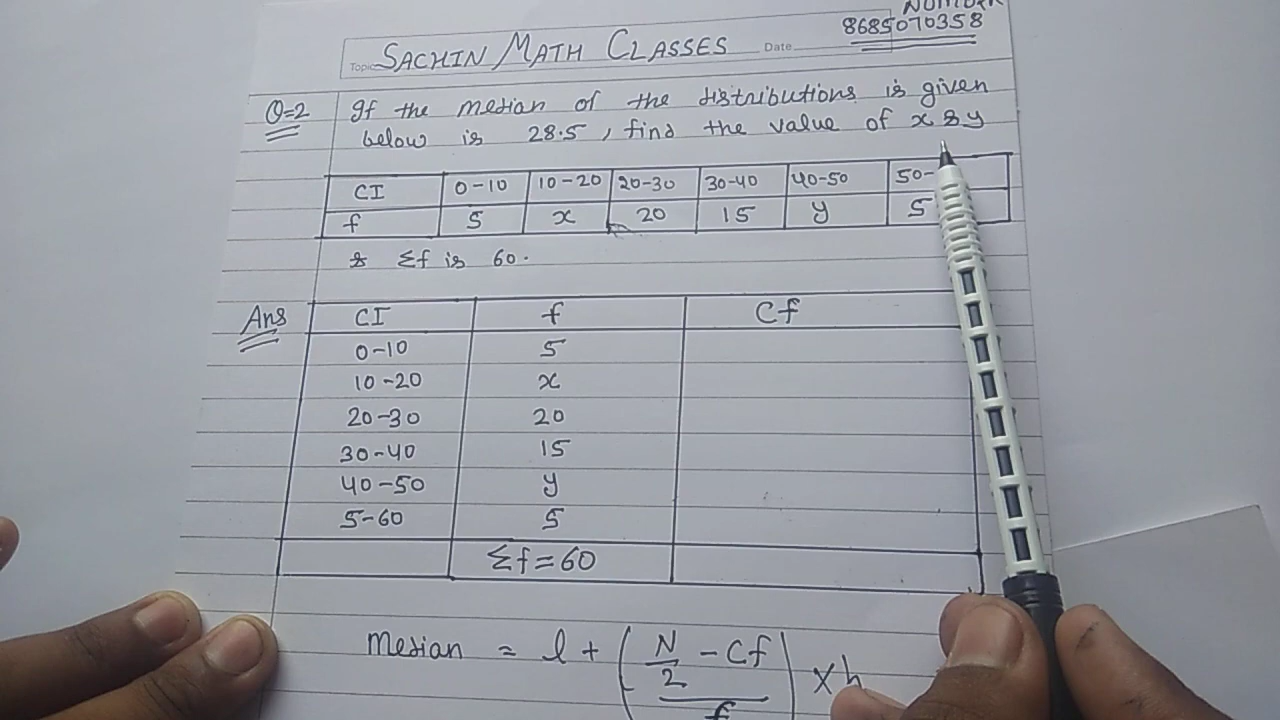 NUMBER
8685070358
Topic SACHIN MATH CLASSES Date
Q=2 If the median of the distributions is given
below is 28.5, find the value of x & y
CI 0-10 10-20 20-30 30-40 40-50 50-
f 5 x 20 15 y 5
& Σf is 60.
Ans CI f Cf
0-10 5
10-20 x
20-30 20
30-40 15
40-50 y
5-60 5
Σf=60
Median = l + ( N/2 - Cf / f ) × h